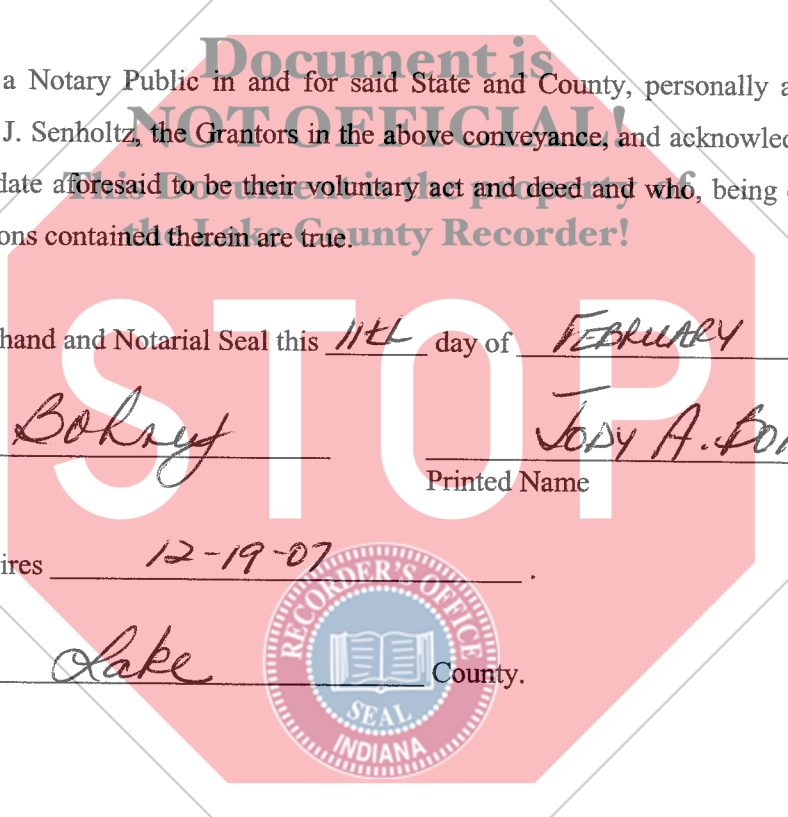 Document is
a Notary Public in and for said State and County, personally a
NOT OFFICIAL!
J. Senholtz, the Grantors in the above conveyance, and acknowled
This Document is the property of
date aforesaid to be their voluntary act and deed and who, being
the Lake County Recorder!
ons contained therein are true.
STOP
hand and Notarial Seal this 11th day of FEBRUARY
Jody A. Bo
Printed Name
ires 12-19-07.
RECORDER'S OFFICE
SEAL
INDIANA
Lake County.